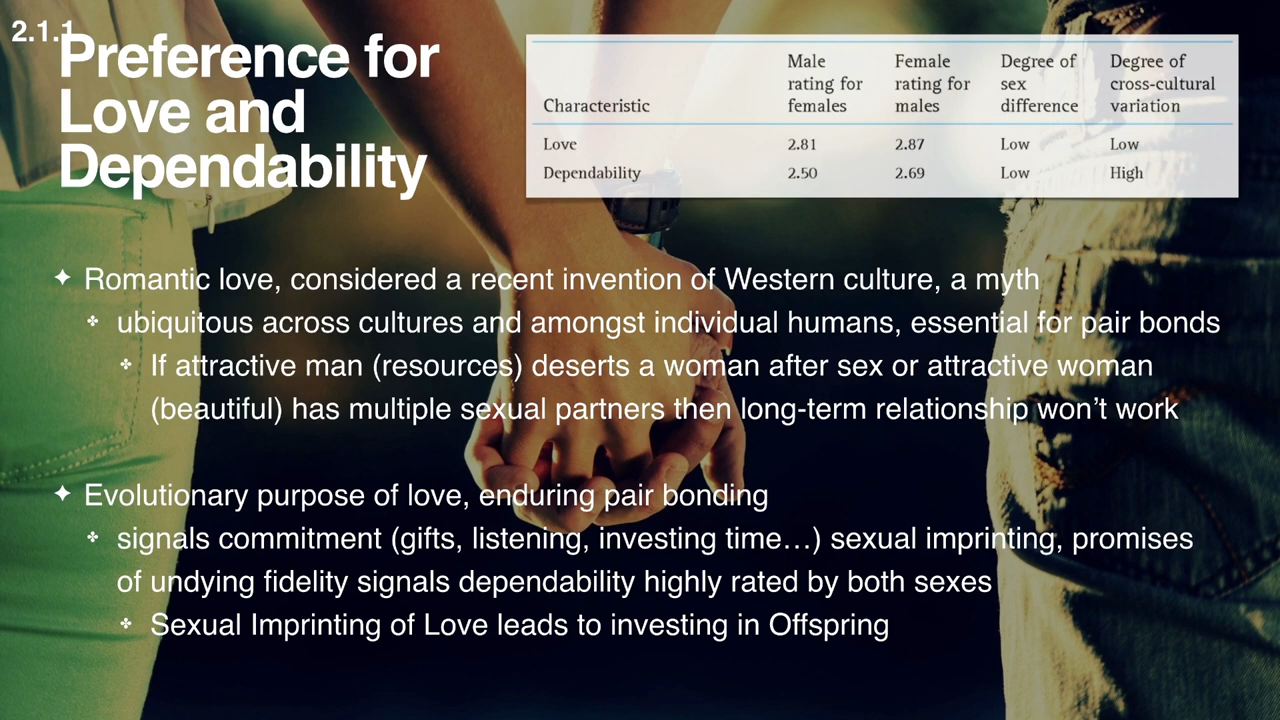 2.1.1
Preference for
Love and
Dependability
Characteristic Male rating for females Female rating for males Degree of sex difference Degree of cross-cultural variation
Love 2.81 2.87 Low Low
Dependability 2.50 2.69 Low High
✦ Romantic love, considered a recent invention of Western culture, a myth
✤ ubiquitous across cultures and amongst individual humans, essential for pair bonds
✤ If attractive man (resources) deserts a woman after sex or attractive woman
(beautiful) has multiple sexual partners then long-term relationship won’t work
✦ Evolutionary purpose of love, enduring pair bonding
✤ signals commitment (gifts, listening, investing time…) sexual imprinting, promises
of undying fidelity signals dependability highly rated by both sexes
✤ Sexual Imprinting of Love leads to investing in Offspring